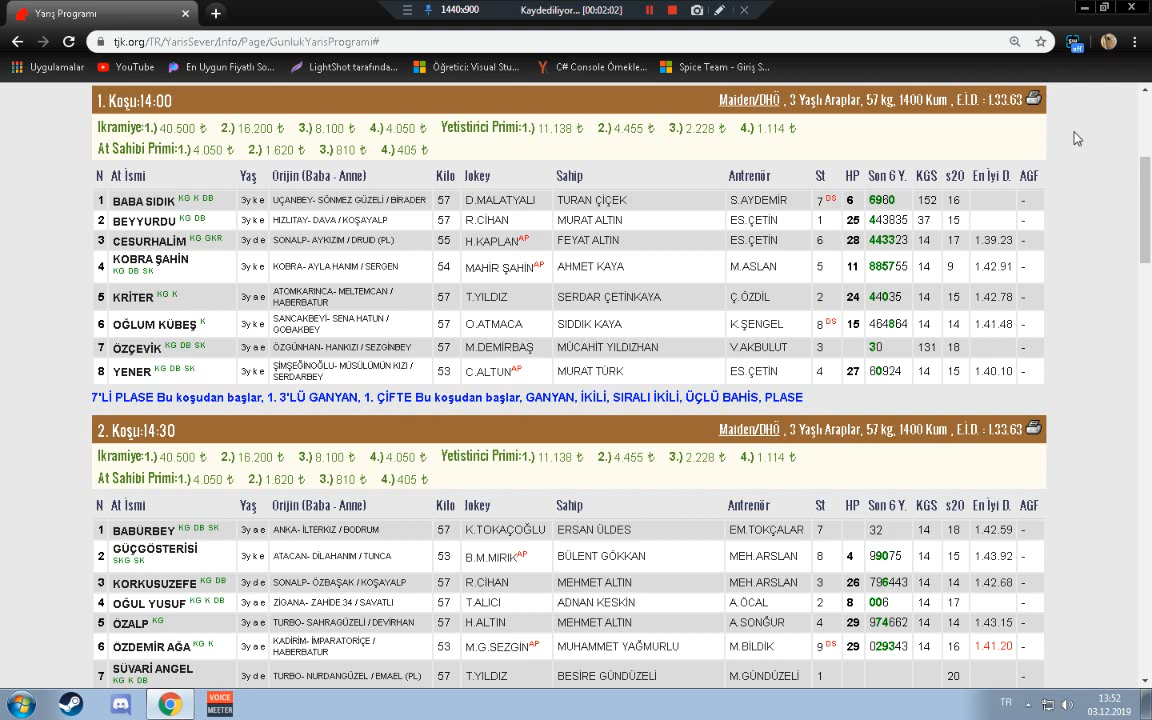 Yarış Programı
1440x900 Kaydediliyor... [00:02:02]
tjk.org/TR/YarisSever/Info/Page/GunlukYarisProgrami#
Uygulamalar YouTube En Uygun Fiyatlı So... LightShot tarafında... Öğretici: Visual Stu... C# Console Örnekle... Spice Team - Giriş S...
1. Koşu:14:00 Maiden/DHÖ , 3 Yaşlı Araplar, 57 kg, 1400 Kum , E.İ.D. : 1.33.63
İkramiye:1.) 40.500 ₺ 2.) 16.200 ₺ 3.) 8.100 ₺ 4.) 4.050 ₺ Yetistirici Primi:1.) 11.138 ₺ 2.) 4.455 ₺ 3.) 2.228 ₺ 4.) 1.114 ₺
At Sahibi Primi:1.) 4.050 ₺ 2.) 1.620 ₺ 3.) 810 ₺ 4.) 405 ₺
N At İsmi Yaş Orijin (Baba - Anne) Kilo Jokey Sahip Antrenör St HP Son 6 Y. KGS s20 En İyi D. AGF
1 BABA SIDIK KG K DB 3y k e UÇANBEY- SÖNMEZ GÜZELİ / BİRADER 57 D.MALATYALI TURAN ÇİÇEK S.AYDEMİR 7 DS 6 6960 152 16 -
2 BEYYURDU KG DB 3y k e HIZLITAY- DAVA / KOŞAYALP 57 R.CİHAN MURAT ALTIN ES.ÇETİN 1 25 443835 37 15 -
3 CESURHALİM KG GKR 3y d e SONALP- AYKIZIM / DRUID (PL) 55 H.KAPLAN AP FEYAT ALTIN ES.ÇETİN 6 28 443323 14 17 1.39.23 -
4 KOBRA ŞAHİN KG DB SK 3y k e KOBRA- AYLA HANIM / SERGEN 54 MAHİR ŞAHİN AP AHMET KAYA M.ASLAN 5 11 885755 14 9 1.42.91 -
5 KRİTER KG K 3y a e ATOMKARINCA- MELTEMCAN / HABERBATUR 57 T.YILDIZ SERDAR ÇETİNKAYA Ç.ÖZDİL 2 24 44035 14 15 1.42.78 -
6 OĞLUM KÜBEŞ K 3y k e SANCAKBEYİ- SENA HATUN / GOBAKBEY 57 O.ATMACA SIDDIK KAYA K.ŞENGEL 8 DS 15 464864 14 14 1.41.48 -
7 ÖZÇEVİK KG DB SK 3y a e ÖZGÜNHAN- HANKIZI / SEZGİNBEY 57 M.DEMİRBAŞ MÜCAHİT YILDIZHAN V.AKBULUT 3 30 131 18 -
8 YENER KG DB SK 3y k e ŞİMŞEĞİNOĞLU- MÜSÜLÜMÜN KIZI / SERDARBEY 53 C.ALTUN AP MURAT TÜRK ES.ÇETİN 4 27 60924 14 15 1.40.10 -
7'Lİ PLASE Bu koşudan başlar, 1. 3'LÜ GANYAN, 1. ÇİFTE Bu koşudan başlar, GANYAN, İKİLİ, SIRALI İKİLİ, ÜÇLÜ BAHİS, PLASE
2. Koşu:14:30 Maiden/DHÖ , 3 Yaşlı Araplar, 57 kg, 1400 Kum , E.İ.D. : 1.33.63
İkramiye:1.) 40.500 ₺ 2.) 16.200 ₺ 3.) 8.100 ₺ 4.) 4.050 ₺ Yetistirici Primi:1.) 11.138 ₺ 2.) 4.455 ₺ 3.) 2.228 ₺ 4.) 1.114 ₺
At Sahibi Primi:1.) 4.050 ₺ 2.) 1.620 ₺ 3.) 810 ₺ 4.) 405 ₺
N At İsmi Yaş Orijin (Baba - Anne) Kilo Jokey Sahip Antrenör St HP Son 6 Y. KGS s20 En İyi D. AGF
1 BABÜRBEY KG DB SK 3y a e ANKA- İLTERKIZ / BODRUM 57 K.TOKAÇOĞLU ERSAN ÜLDES EM.TOKÇALAR 7 32 14 18 1.42.59 -
2 GÜÇGÖSTERİSİ SKG SK 3y k e ATACAN- DİLAHANIM / TUNCA 53 B.M.MIRIK AP BÜLENT GÖKKAN MEH.ARSLAN 8 4 99075 14 15 1.43.92 -
3 KORKUSUZEFE KG DB 3y d e SONALP- ÖZBAŞAK / KOŞAYALP 57 R.CİHAN MEHMET ALTIN MEH.ARSLAN 3 26 796443 14 14 1.42.68 -
4 OĞUL YUSUF KG K DB 3y a e ZİGANA- ZAHİDE.34 / SAVATLI 57 T.ALICI ADNAN KESKİN A.ÖCAL 2 8 006 14 17 -
5 ÖZALP KG 3y a e TURBO- SAHRAGÜZELİ / DEVİRHAN 57 H.ALTIN MEHMET ALTIN A.SONĞUR 4 29 974662 14 14 1.43.15 -
6 ÖZDEMİR AĞA KG K 3y a e KADİRİM- İMPARATORİÇE / HABERBATUR 53 M.G.SEZGİN AP MUHAMMET YAĞMURLU M.BİLDİK 9 DS 29 029343 14 16 1.41.20 -
7 SÜVARİ ANGEL KG K DB 3y d e TURBO- NURDANGÜZEL / EMAEL (PL) 57 T.YILDIZ BESİRE GÜNDÜZELİ M.GÜNDÜZELİ 1 20 -
VOICE MEETER TR 13:52
03.12.2019